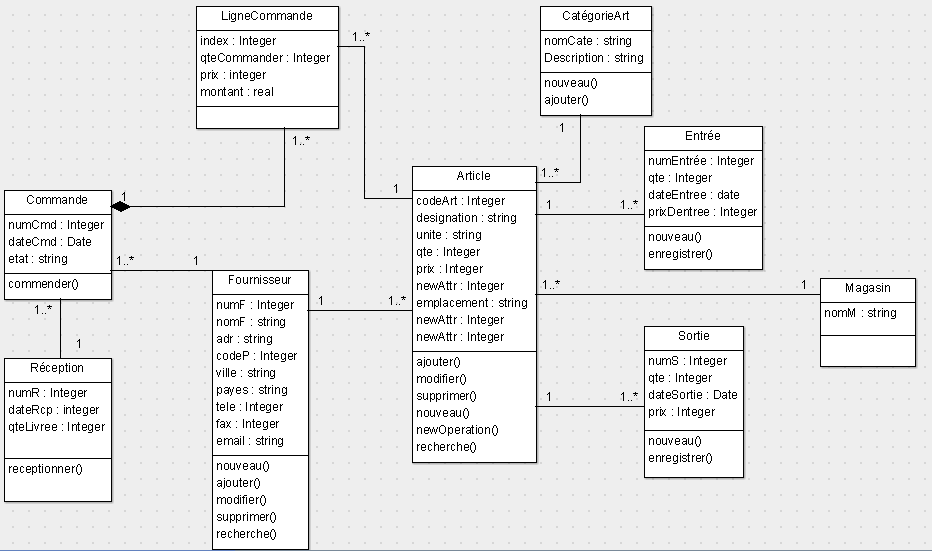 LigneCommande
index : Integer
qteCommander : Integer
prix : integer
montant : real
1..*
1..*
CatégorieArt
nomCate : string
Description : string
nouveau()
ajouter()
1
1..*
Entrée
numEntrée : Integer
qte : Integer
dateEntree : date
prixDentree : Integer
nouveau()
enregistrer()
Article
codeArt : Integer
designation : string
unite : string
qte : Integer
prix : Integer
newAttr : Integer
emplacement : string
newAttr : Integer
newAttr : Integer
ajouter()
modifier()
supprimer()
nouveau()
newOperation()
recherche()
1
1
1..*
1..*
1
1
1..*
Commande
numCmd : Integer
dateCmd : Date
etat : string
commender()
1
1..*
1
1..*
1
Fournisseur
numF : Integer
nomF : string
adr : string
codeP : Integer
ville : string
payes : string
tele : Integer
fax : Integer
email : string
nouveau()
ajouter()
modifier()
supprimer()
recherche()
1
1..*
Magasin
nomM : string
Sortie
numS : Integer
qte : Integer
dateSortie : Date
prix : Integer
nouveau()
enregistrer()
Réception
numR : Integer
dateRcp : integer
qteLivree : Integer
receptionner()